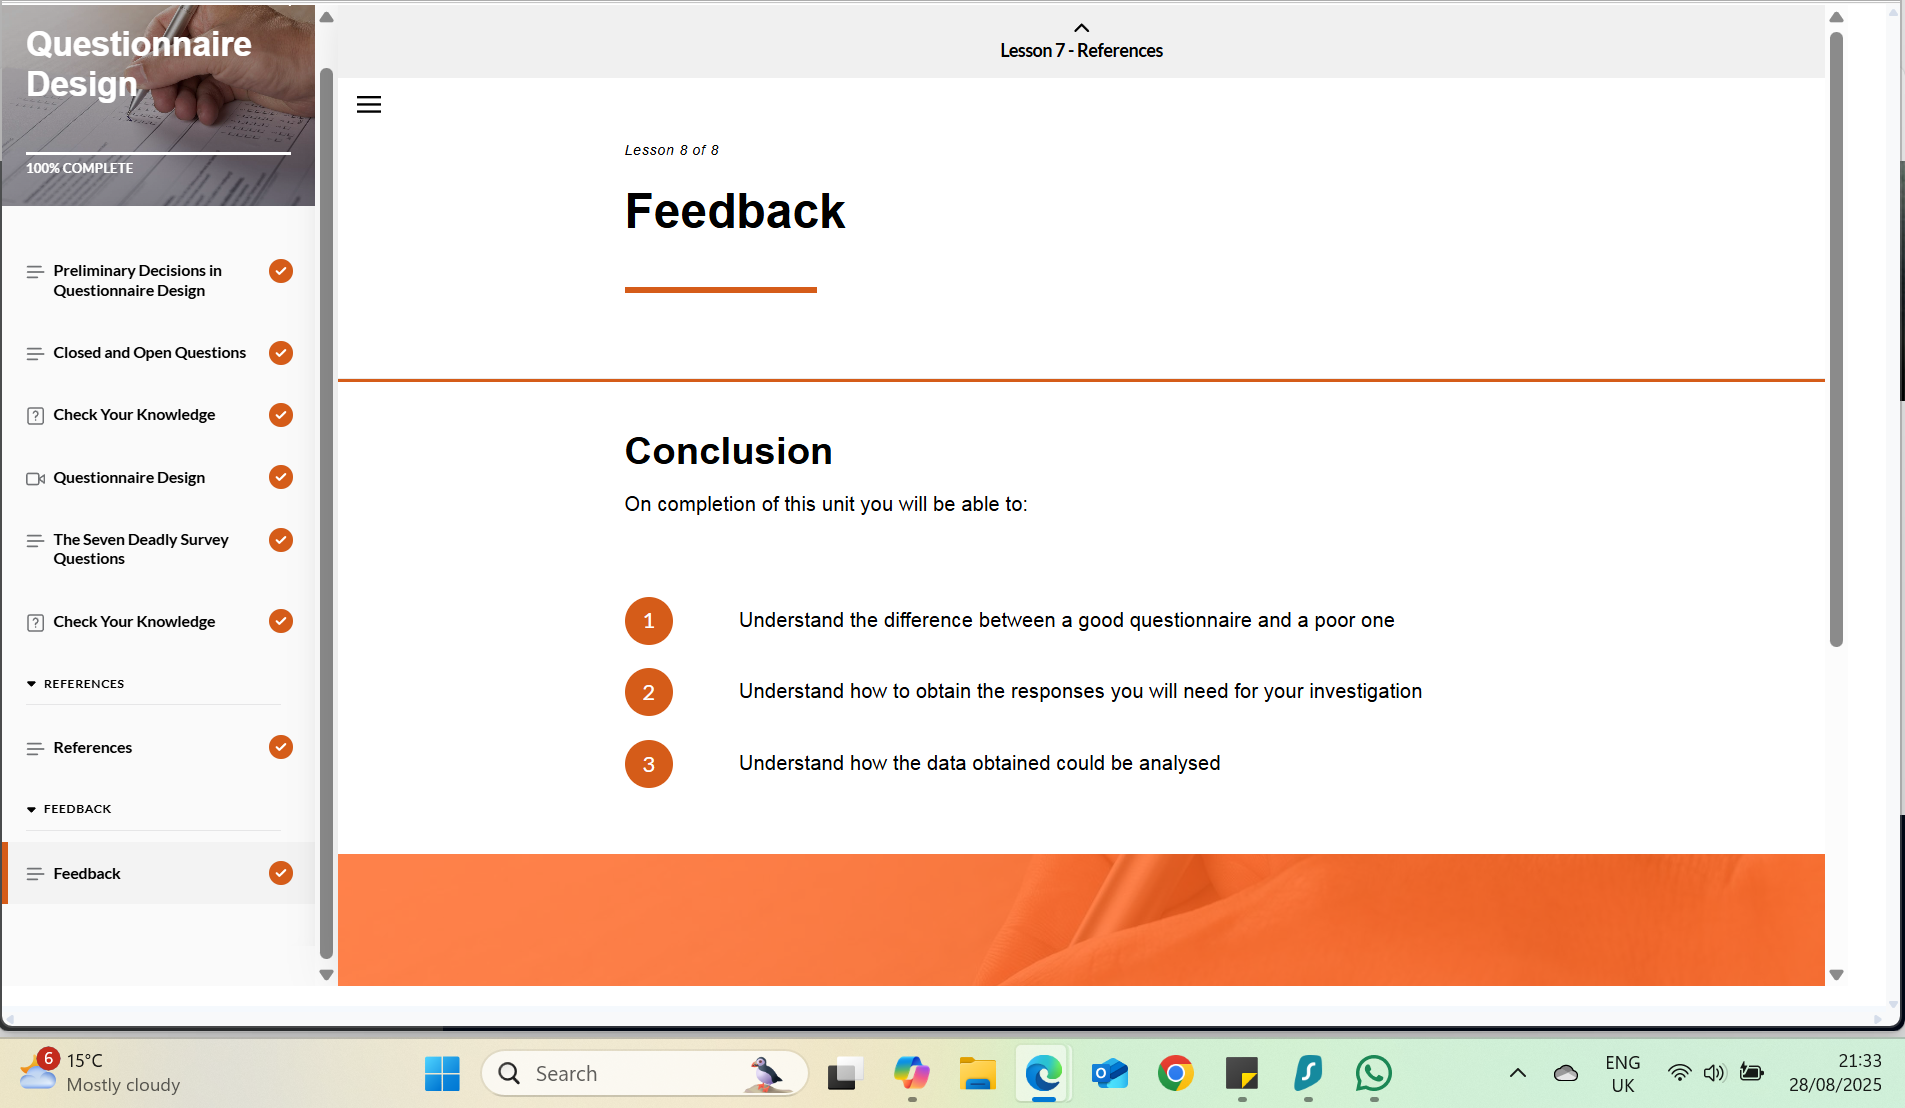 Questionnaire
Design
100% COMPLETE
Preliminary Decisions in
Questionnaire Design
Closed and Open Questions
Check Your Knowledge
Questionnaire Design
The Seven Deadly Survey
Questions
Check Your Knowledge
REFERENCES
References
FEEDBACK
Feedback
Lesson 7 - References
Lesson 8 of 8
Feedback
Conclusion
On completion of this unit you will be able to:
1 Understand the difference between a good questionnaire and a poor one
2 Understand how to obtain the responses you will need for your investigation
3 Understand how the data obtained could be analysed
6
15°C
Mostly cloudy
Search
ENG
UK
21:33
28/08/2025